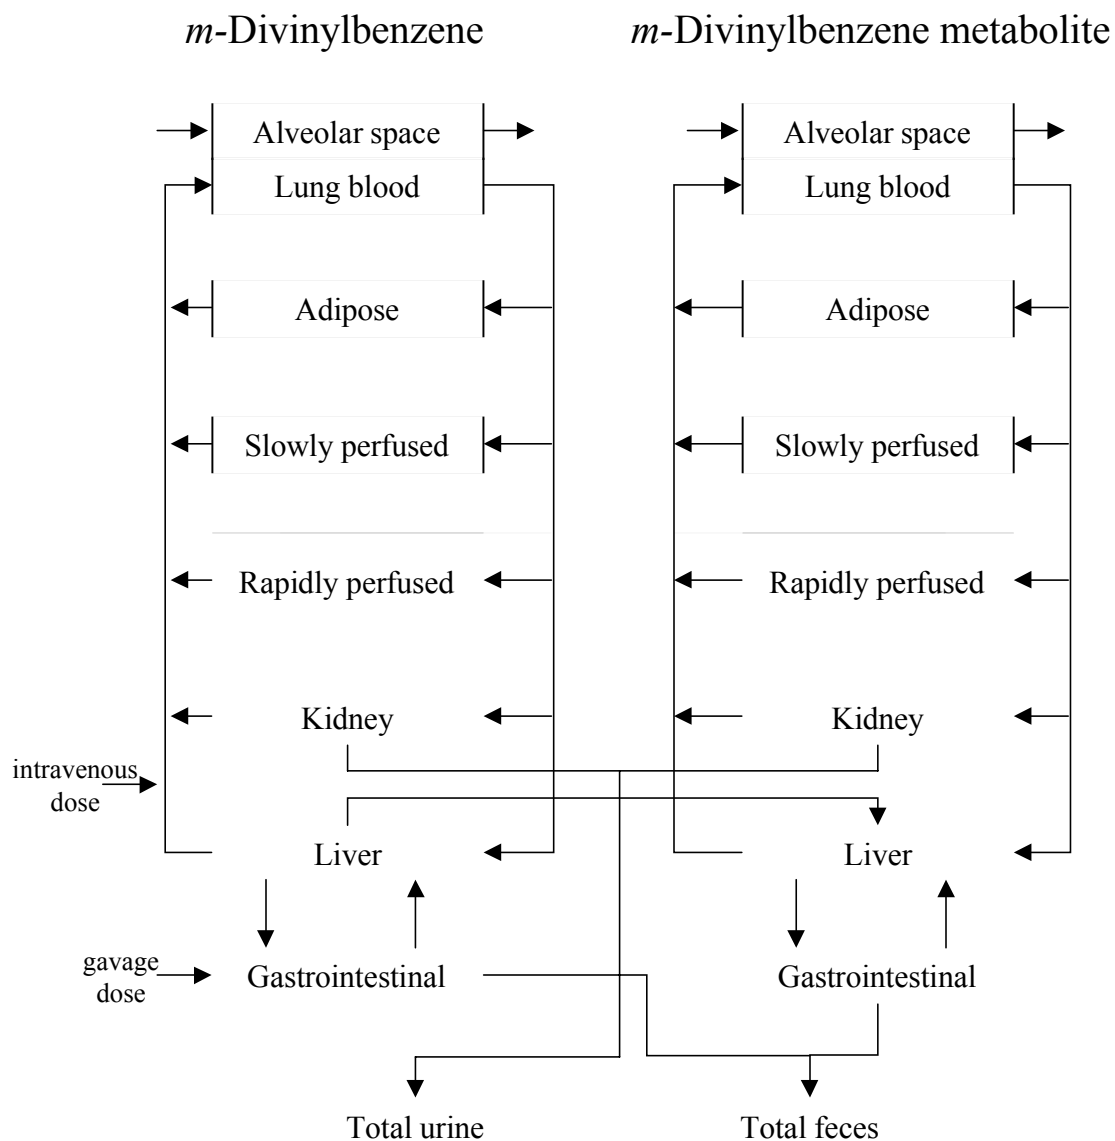 m-Divinylbenzene
m-Divinylbenzene metabolite
Alveolar space
Alveolar space
Lung blood
Lung blood
Adipose
Adipose
Slowly perfused
Slowly perfused
Rapidly perfused
Rapidly perfused
Kidney
Kidney
intravenous
dose
Liver
Liver
gavage
dose
Gastrointestinal
Gastrointestinal
Total urine
Total feces